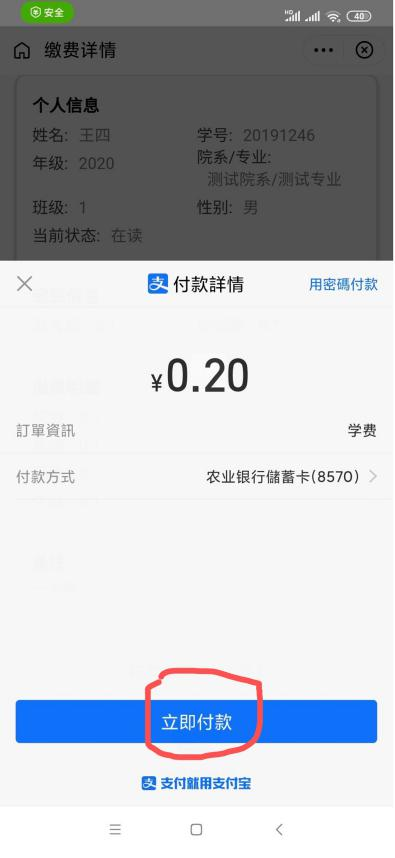 安全
HD 40
缴费详情
个人信息
姓名: 王四 学号: 20191246
年级: 2020 院系/专业:
测试院系/测试专业
班级: 1 性别: 男
当前状态: 在读
支 付款詳情 用密碼付款
¥0.20
訂單資訊 学费
付款方式 农业银行儲蓄卡(8570)
立即付款
支 支付就用支付宝